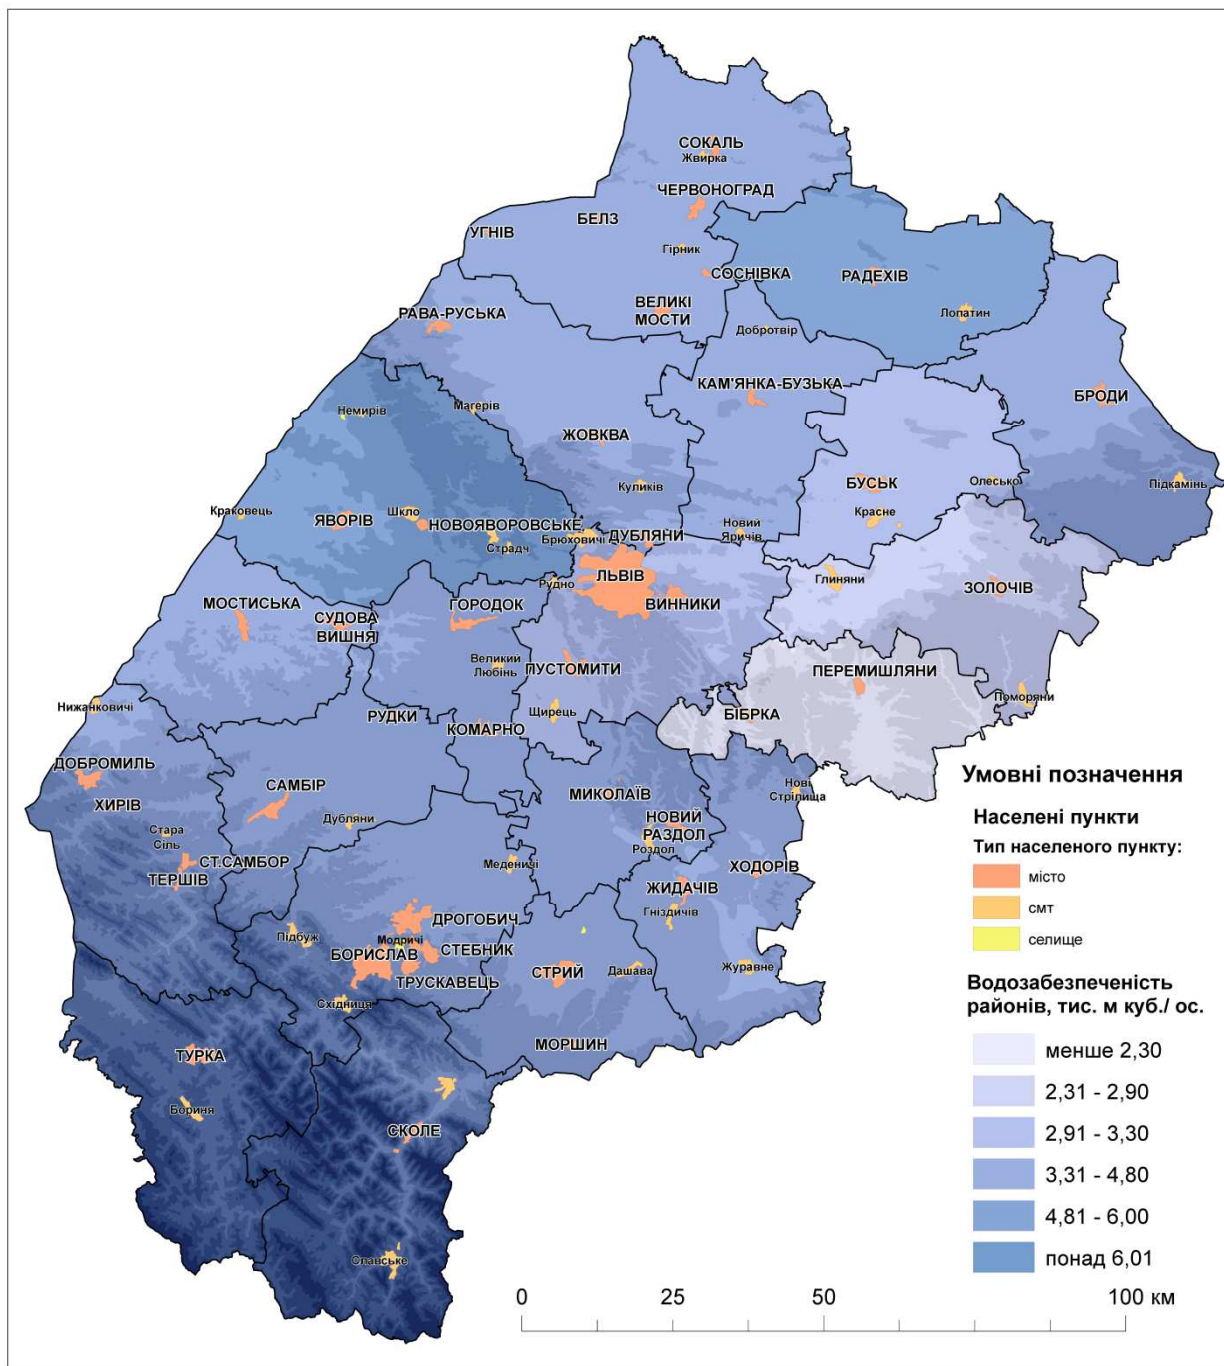 СОКАЛЬ
Жвирка
ЧЕРВОНОГРАД
БЕЛЗ
УГНІВ
Гірник
СОСНІВКА
РАДЕХІВ
ВЕЛИКІ
МОСТИ
РАВА-РУСЬКА
Лопатин
Добротвір
КАМ'ЯНКА-БУЗЬКА
БРОДИ
Немирів
Магерів
ЖОВКВА
Куликів
БУСЬК
Олесько
Підкамінь
Краковець
Шкло
ЯВОРІВ
НОВОЯВОРОВСЬКЕ
Красне
Новий
Яричів
Брюховичі
ДУБЛЯНИ
Страдч
ЛЬВІВ
Рудно
Глиняни
ЗОЛОЧІВ
ВИННИКИ
МОСТИСЬКА
ГОРОДОК
СУДОВА
ВИШНЯ
Великий
Любінь
ПУСТОМИТИ
ПЕРЕМИШЛЯНИ
Поморяни
Нижанковичі
РУДКИ
Щирець
БІБРКА
КОМАРНО
ДОБРОМИЛЬ
САМБІР
ХИРІВ
МИКОЛАЇВ
Нові
Стрілища
Дубляни
Стара
Сіль
НОВИЙ
РАЗДОЛ
Роздол
СТ.САМБОР
Меденичі
ХОДОРІВ
ТЕРШІВ
ЖИДАЧІВ
Гніздичів
ДРОГОБИЧ
Підбуж
Модричі
БОРИСЛАВ
СТЕБНИК
СТРИЙ
Дашава
Журавне
ТРУСКАВЕЦЬ
Східниця
МОРШИН
ТУРКА
Бориня
СКОЛЕ
Славське
Умовні позначення
Населені пункти
Тип населеного пункту:
місто
смт
селище
Водозабезпеченість
районів, тис. м куб./ ос.
менше 2,30
2,31 - 2,90
2,91 - 3,30
3,31 - 4,80
4,81 - 6,00
понад 6,01
0 25 50 100 км